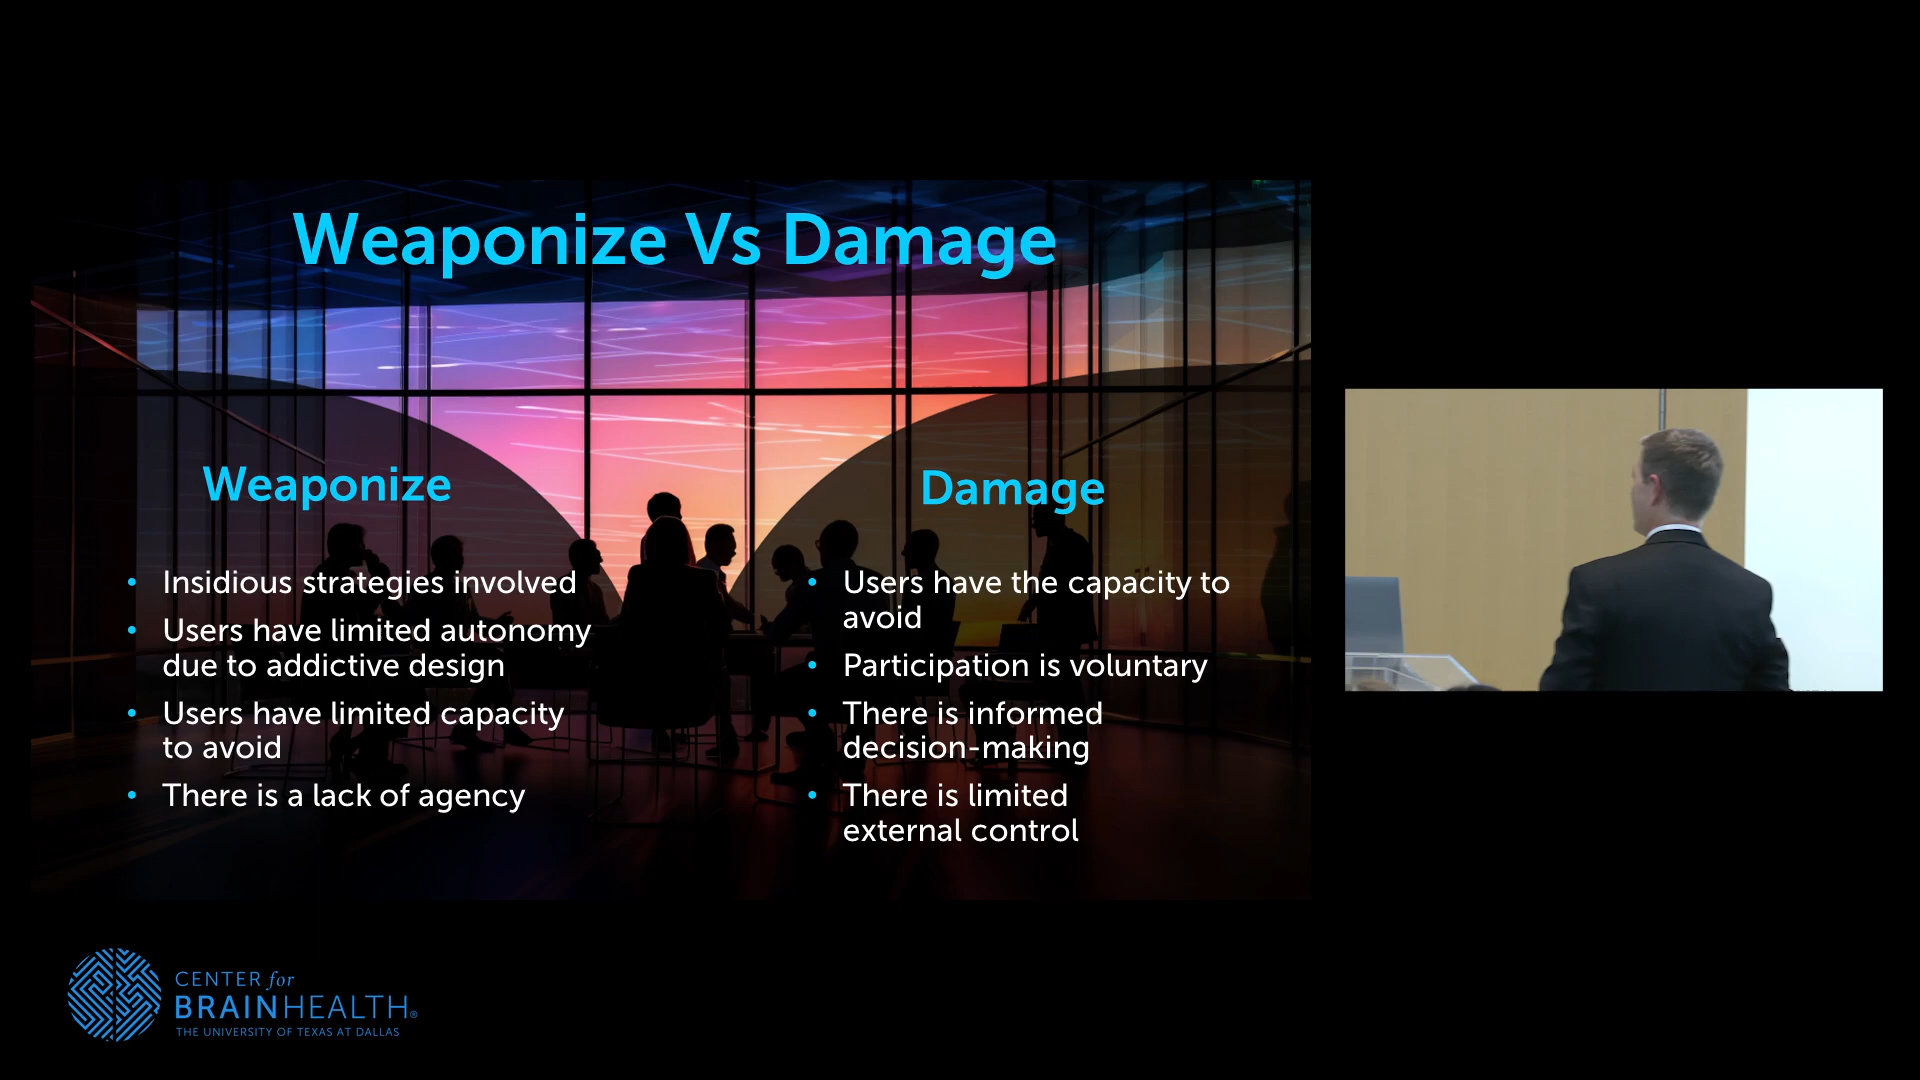 Weaponize Vs Damage
Weaponize
• Insidious strategies involved
• Users have limited autonomy
due to addictive design
• Users have limited capacity
to avoid
• There is a lack of agency
Damage
• Users have the capacity to
avoid
• Participation is voluntary
• There is informed
decision-making
• There is limited
external control
CENTER for
BRAINHEALTH®
THE UNIVERSITY OF TEXAS AT DALLAS